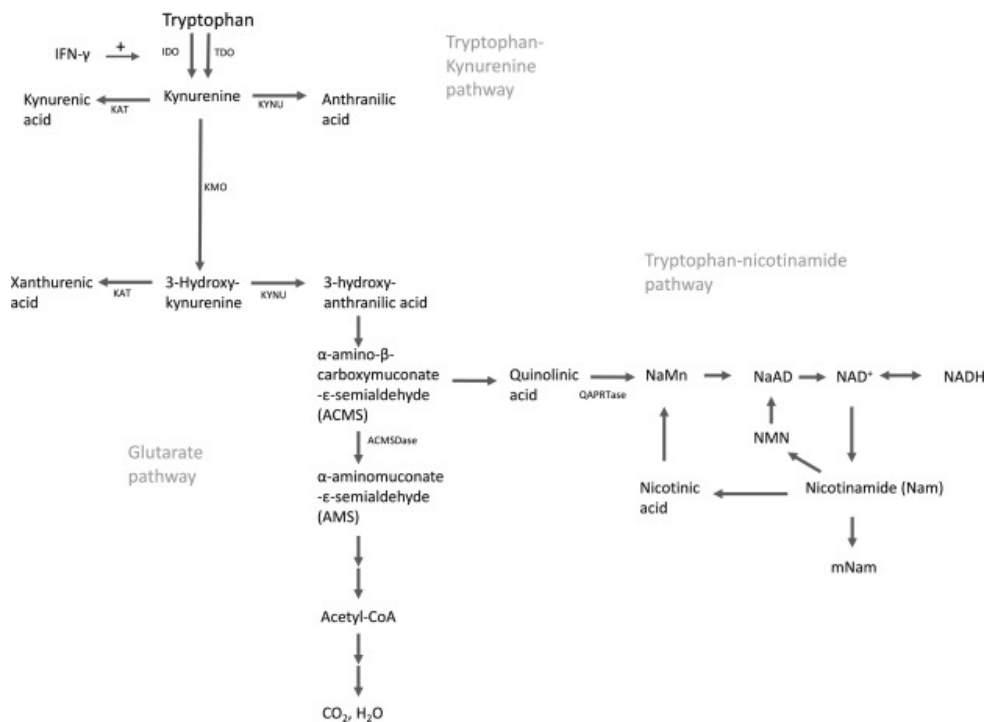 Tryptophan
IFN-γ
+
IDO
TDO
Tryptophan-
Kynurenine
pathway
Kynurenic
acid
KAT
Kynurenine
KYNU
Anthranilic
acid
KMO
Xanthurenic
acid
KAT
3-Hydroxy-
kynurenine
KYNU
3-hydroxy-
anthranilic acid
Tryptophan-nicotinamide
pathway
α-amino-β-
carboxymuconate
-ε-semialdehyde
(ACMS)
Quinolinic
acid
QAPRTase
NaMn
NaAD
NAD⁺
NADH
NMN
Glutarate
pathway
ACMSDase
α-aminomuconate
-ε-semialdehyde
(AMS)
Nicotinic
acid
Nicotinamide (Nam)
mNam
Acetyl-CoA
CO₂, H₂O